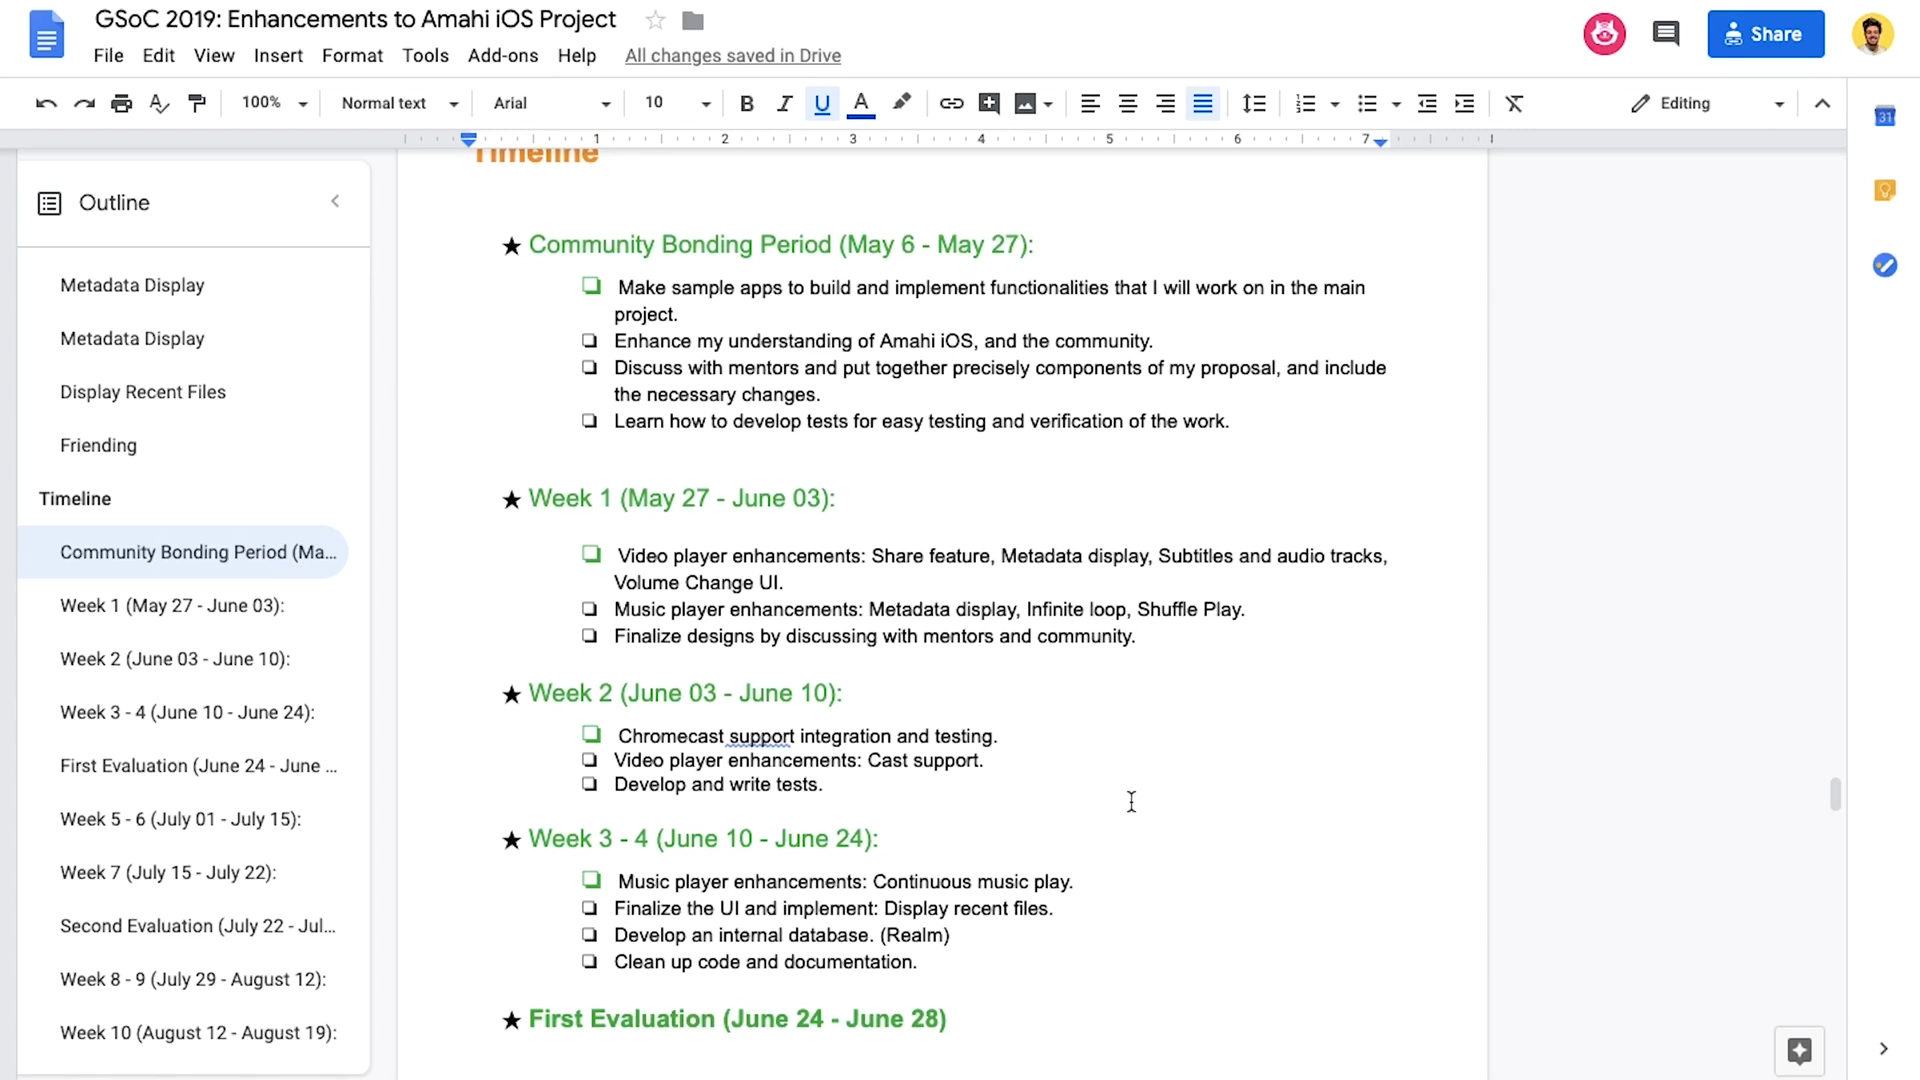 GSoC 2019: Enhancements to Amahi iOS Project
File Edit View Insert Format Tools Add-ons Help All changes saved in Drive
Share
100% Normal text Arial 10 B I U A Editing
1 2 3 4 5 6 7
31
Outline
Metadata Display
Metadata Display
Display Recent Files
Friending
Timeline
Community Bonding Period (Ma...
Week 1 (May 27 - June 03):
Week 2 (June 03 - June 10):
Week 3 - 4 (June 10 - June 24):
First Evaluation (June 24 - June ...
Week 5 - 6 (July 01 - July 15):
Week 7 (July 15 - July 22):
Second Evaluation (July 22 - Jul...
Week 8 - 9 (July 29 - August 12):
Week 10 (August 12 - August 19):
Timeline
★ Community Bonding Period (May 6 - May 27):
❏ Make sample apps to build and implement functionalities that I will work on in the main
project.
❏ Enhance my understanding of Amahi iOS, and the community.
❏ Discuss with mentors and put together precisely components of my proposal, and include
the necessary changes.
❏ Learn how to develop tests for easy testing and verification of the work.
★ Week 1 (May 27 - June 03):
❏ Video player enhancements: Share feature, Metadata display, Subtitles and audio tracks,
Volume Change UI.
❏ Music player enhancements: Metadata display, Infinite loop, Shuffle Play.
❏ Finalize designs by discussing with mentors and community.
★ Week 2 (June 03 - June 10):
❏ Chromecast support integration and testing.
❏ Video player enhancements: Cast support.
❏ Develop and write tests.
★ Week 3 - 4 (June 10 - June 24):
❏ Music player enhancements: Continuous music play.
❏ Finalize the UI and implement: Display recent files.
❏ Develop an internal database. (Realm)
❏ Clean up code and documentation.
★ First Evaluation (June 24 - June 28)